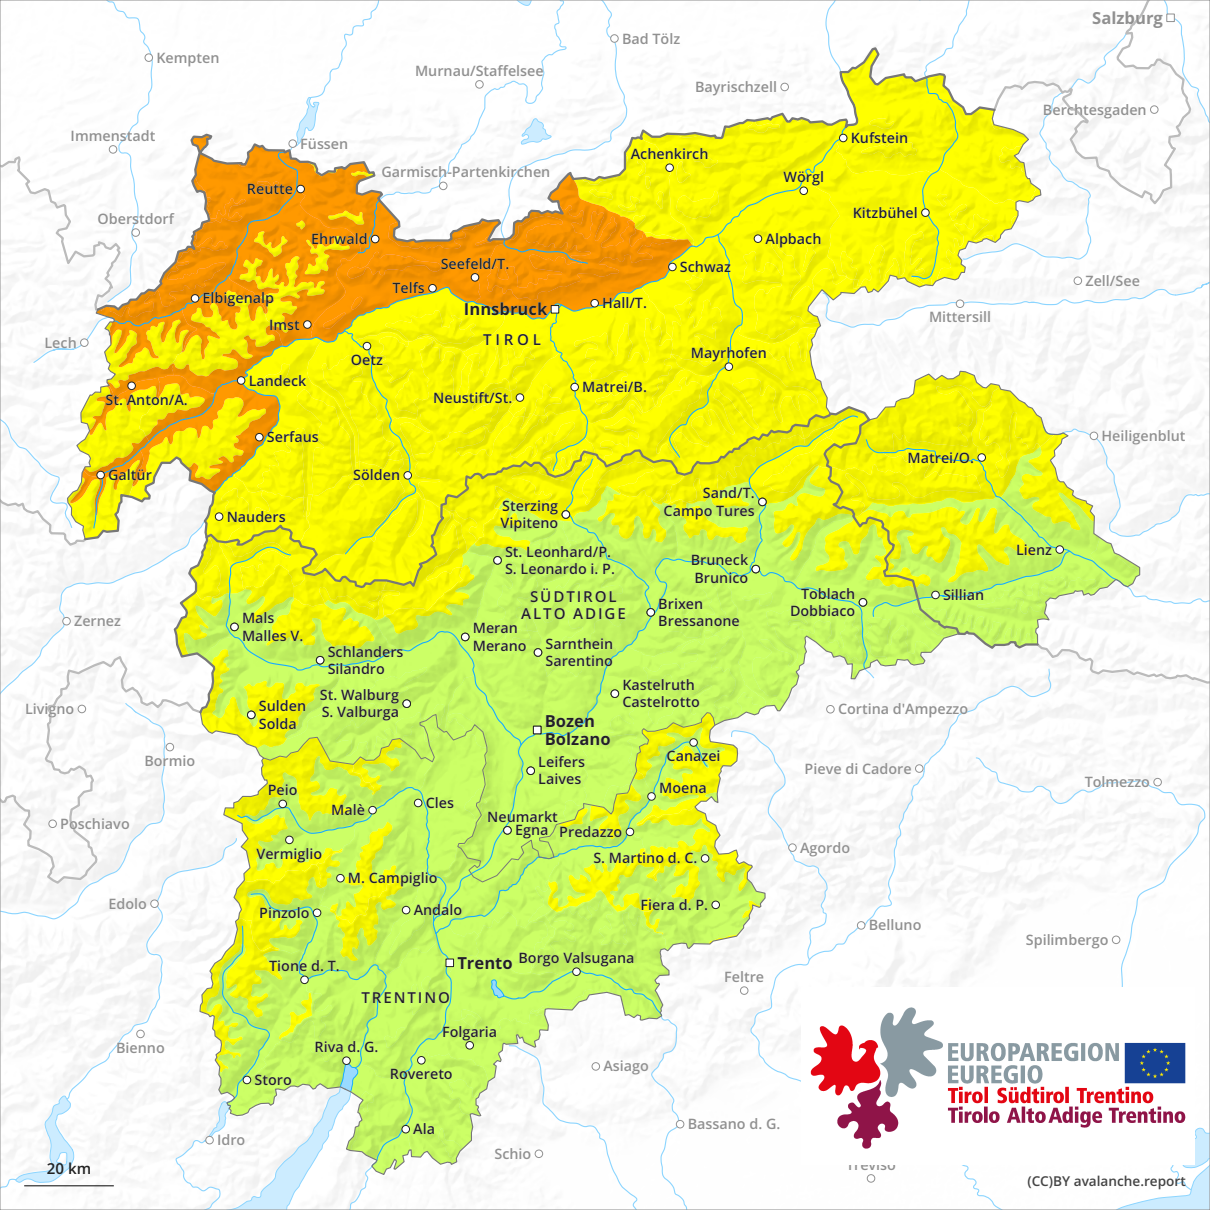 Salzburg
Bad Tölz
Kempten
Murnau/Staffelsee
Bayrischzell
Berchtesgaden
Immenstadt
Füssen
Kufstein
Achenkirch
Garmisch-Partenkirchen
Wörgl
Reutte
Oberstdorf
Kitzbühel
Ehrwald
Alpbach
Seefeld/T.
Schwaz
Zell/See
Telfs
Elbigenalp
Hall/T.
Innsbruck
Mittersill
Imst
TIROL
Lech
Oetz
Mayrhofen
Landeck
Matrei/B.
St. Anton/A.
Neustift/St.
Serfaus
Heiligenblut
Matrei/O.
Galtür
Sölden
Sand/T.
Campo Tures
Sterzing
Vipiteno
Nauders
Lienz
St. Leonhard/P.
S. Leonardo i. P.
Bruneck
Brunico
SÜDTIROL
ALTO ADIGE
Toblach
Dobbiaco
Sillian
Brixen
Bressanone
Zernez
Mals
Malles V.
Meran
Merano
Sarnthein
Sarentino
Schlanders
Silandro
Kastelruth
Castelrotto
St. Walburg
S. Valburga
Livigno
Sulden
Solda
Cortina d'Ampezzo
Bozen
Bolzano
Bormio
Canazei
Leifers
Laives
Pieve di Cadore
Tolmezzo
Peio
Moena
Malè
Cles
Poschiavo
Neumarkt
Egna
Predazzo
Vermiglio
Agordo
S. Martino d. C.
M. Campiglio
Edolo
Pinzolo
Andalo
Fiera d. P.
Belluno
Spilimbergo
Trento
Borgo Valsugana
Tione d. T.
Feltre
TRENTINO
Folgaria
Bienno
Riva d. G.
Rovereto
Asiago
Storo
EUROPAREGION
EUREGIO
Tirol Südtirol Trentino
Tirolo Alto Adige Trentino
Ala
Bassano d. G.
Idro
Schio
Treviso
20 km
(CC)BY avalanche.report